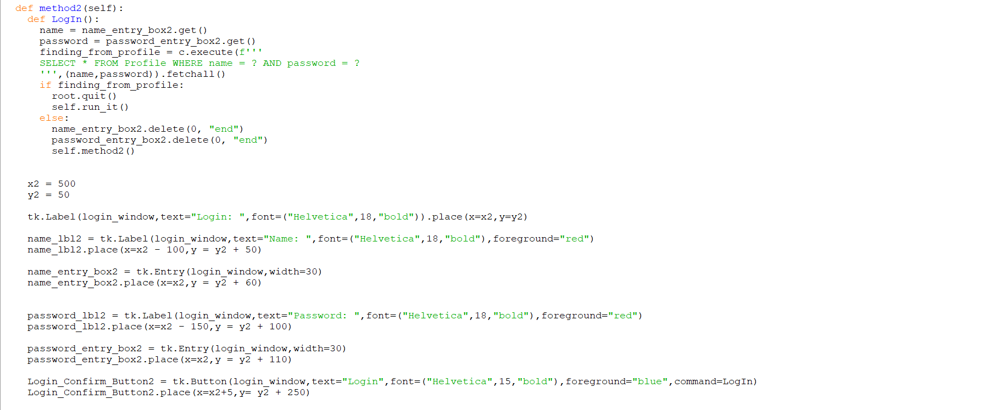 def method2(self):
  def LogIn():
    name = name_entry_box2.get()
    password = password_entry_box2.get()
    finding_from_profile = c.execute(f'''
    SELECT * FROM Profile WHERE name = ? AND password = ?
    ''',(name,password)).fetchall()
    if finding_from_profile:
      root.quit()
      self.run_it()
    else:
      name_entry_box2.delete(0, "end")
      password_entry_box2.delete(0, "end")
      self.method2()
  x2 = 500
  y2 = 50
  tk.Label(login_window,text="Login: ",font=("Helvetica",18,"bold")).place(x=x2,y=y2)
  name_lbl2 = tk.Label(login_window,text="Name: ",font=("Helvetica",18,"bold"),foreground="red")
  name_lbl2.place(x=x2 - 100,y = y2 + 50)
  name_entry_box2 = tk.Entry(login_window,width=30)
  name_entry_box2.place(x=x2,y = y2 + 60)
  password_lbl2 = tk.Label(login_window,text="Password: ",font=("Helvetica",18,"bold"),foreground="red")
  password_lbl2.place(x=x2 - 150,y = y2 + 100)
  password_entry_box2 = tk.Entry(login_window,width=30)
  password_entry_box2.place(x=x2,y = y2 + 110)
  Login_Confirm_Button2 = tk.Button(login_window,text="Login",font=("Helvetica",15,"bold"),foreground="blue",command=LogIn)
  Login_Confirm_Button2.place(x=x2+5,y= y2 + 250)